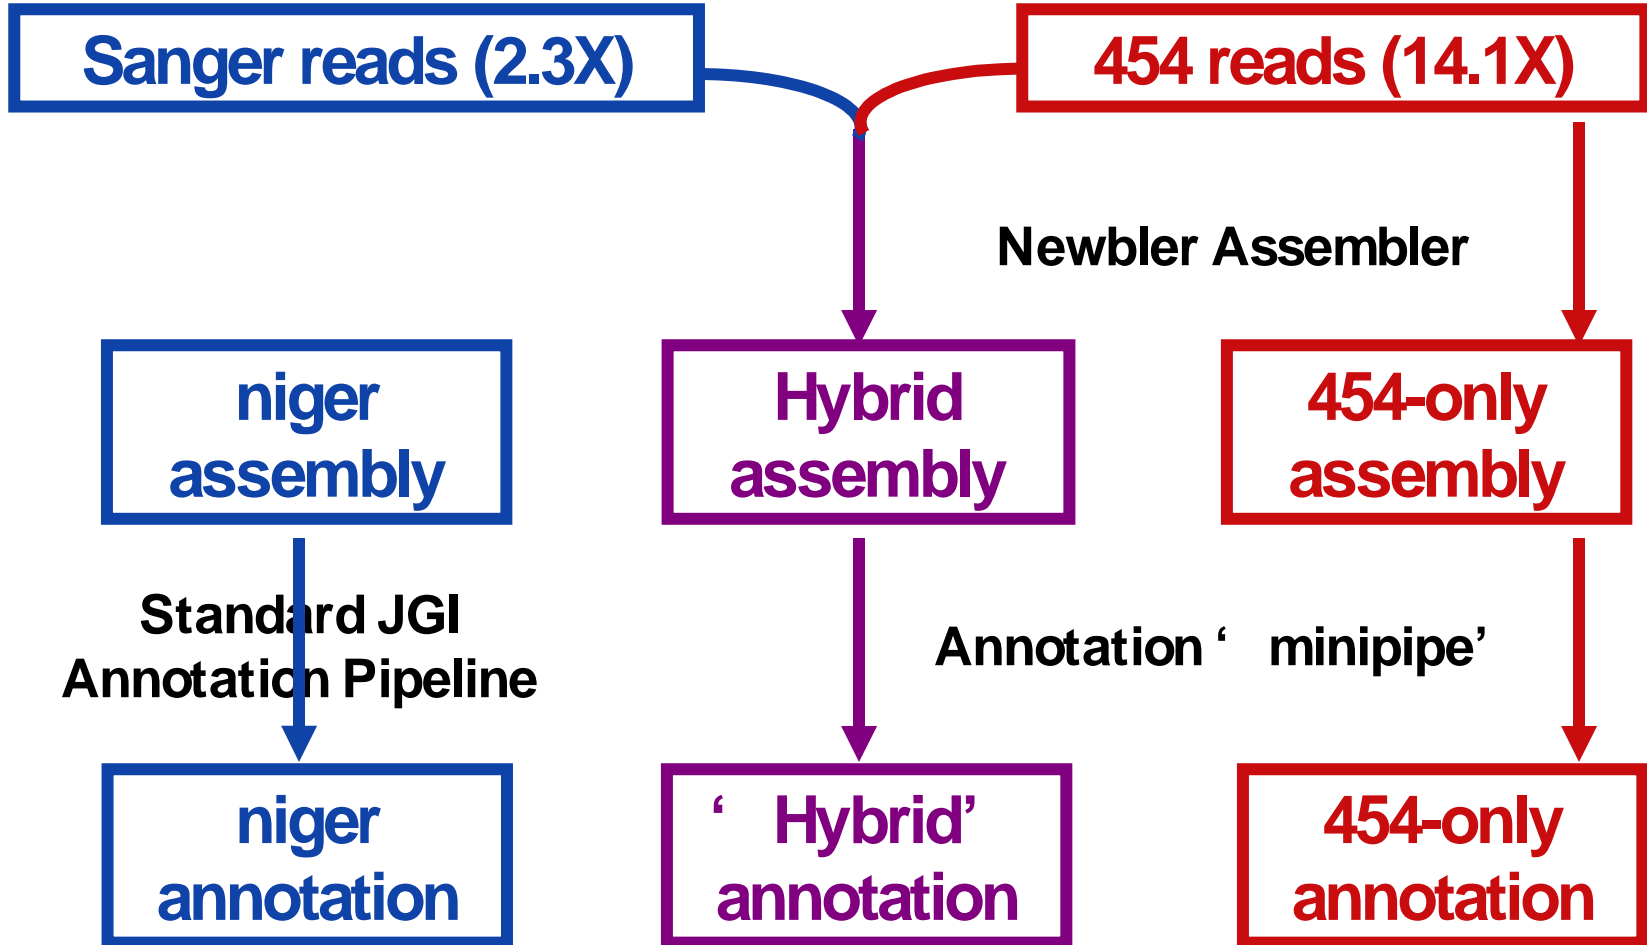 Sanger reads (2.3X)
454 reads (14.1X)
Newbler Assembler
niger
assembly
Hybrid
assembly
454-only
assembly
Standard JGI
Annotation Pipeline
Annotation ‘ minipipe’
niger
annotation
‘ Hybrid’
annotation
454-only
annotation